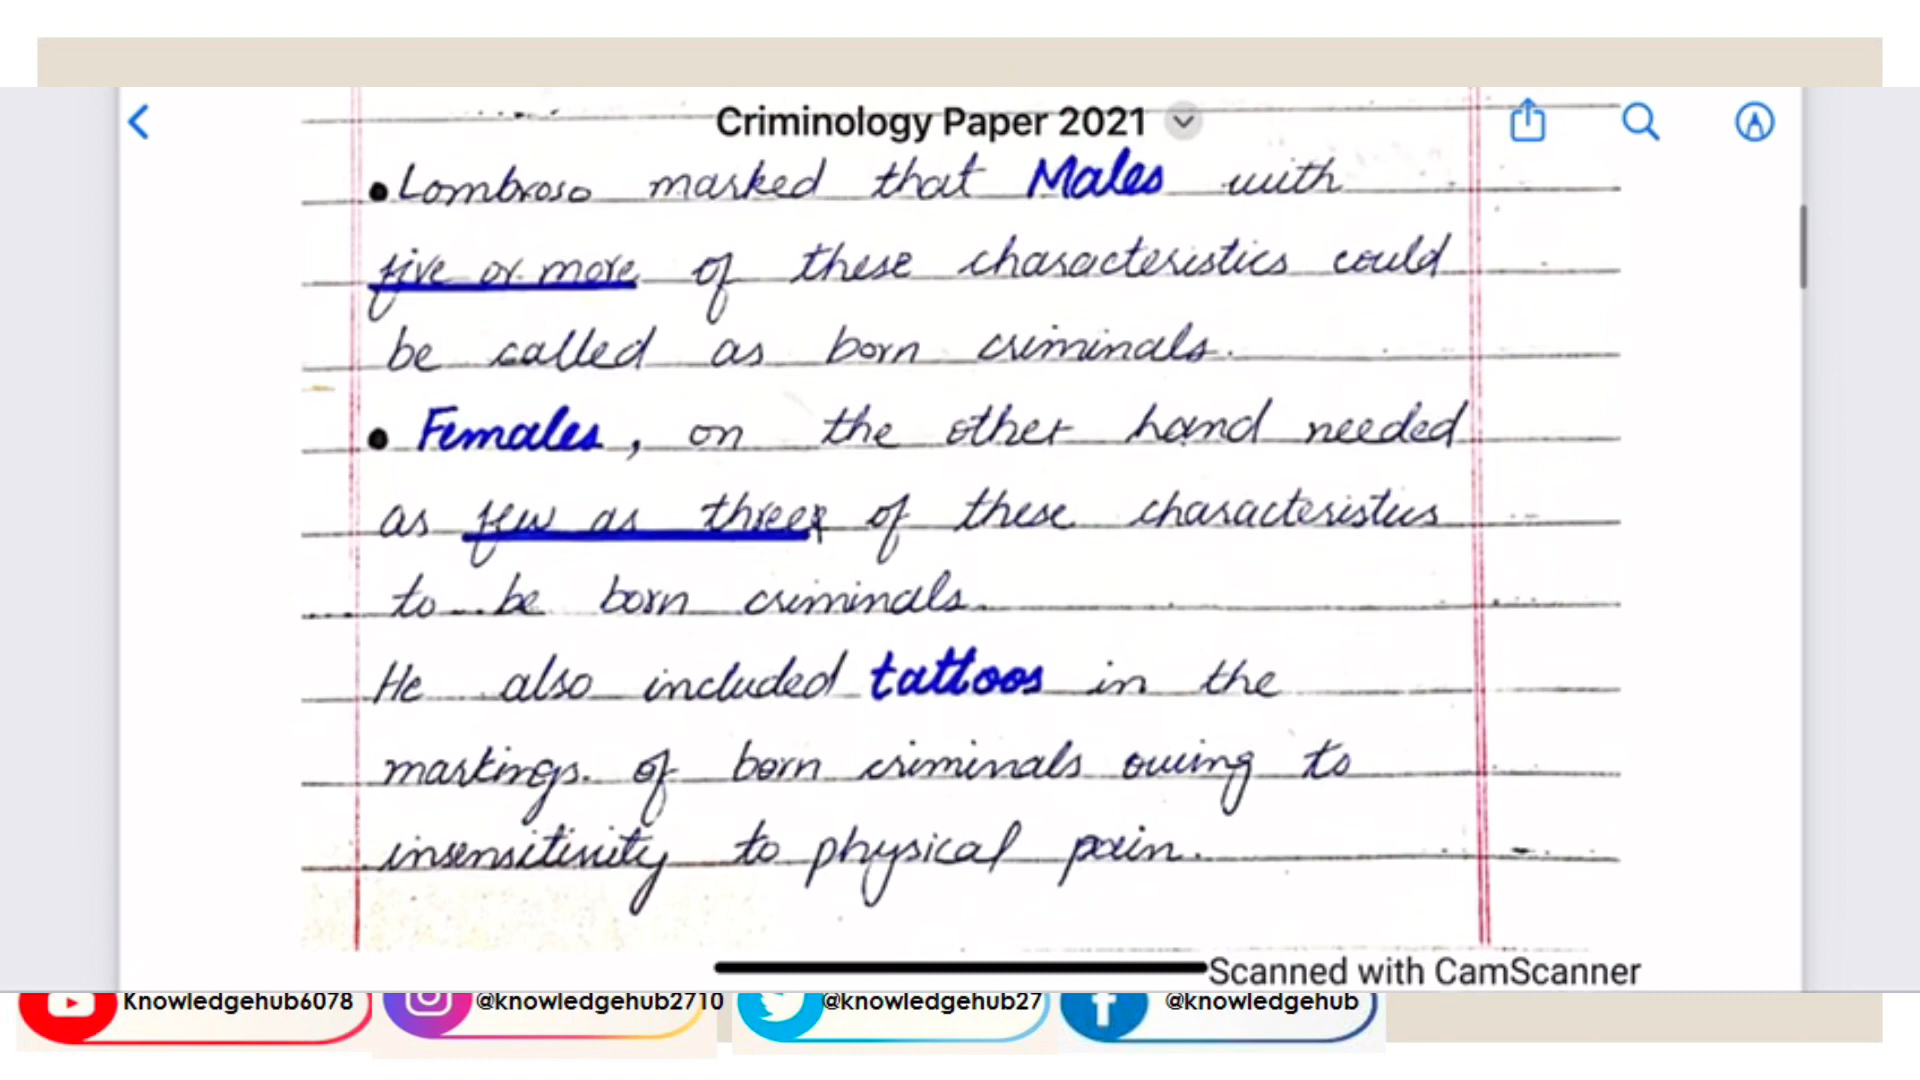 Criminology Paper 2021
• Lombroso marked that Males with
five or more of these characteristics could
be called as born criminals.
• Females, on the other hand needed
as few as three of these characteristics
to be born criminals.
He also included tattoos in the
markings. of born criminals owing to
insensitivity to physical pain.
Scanned with CamScanner
Knowledgehub6078 @knowledgehub2710 @knowledgehub27 @knowledgehub